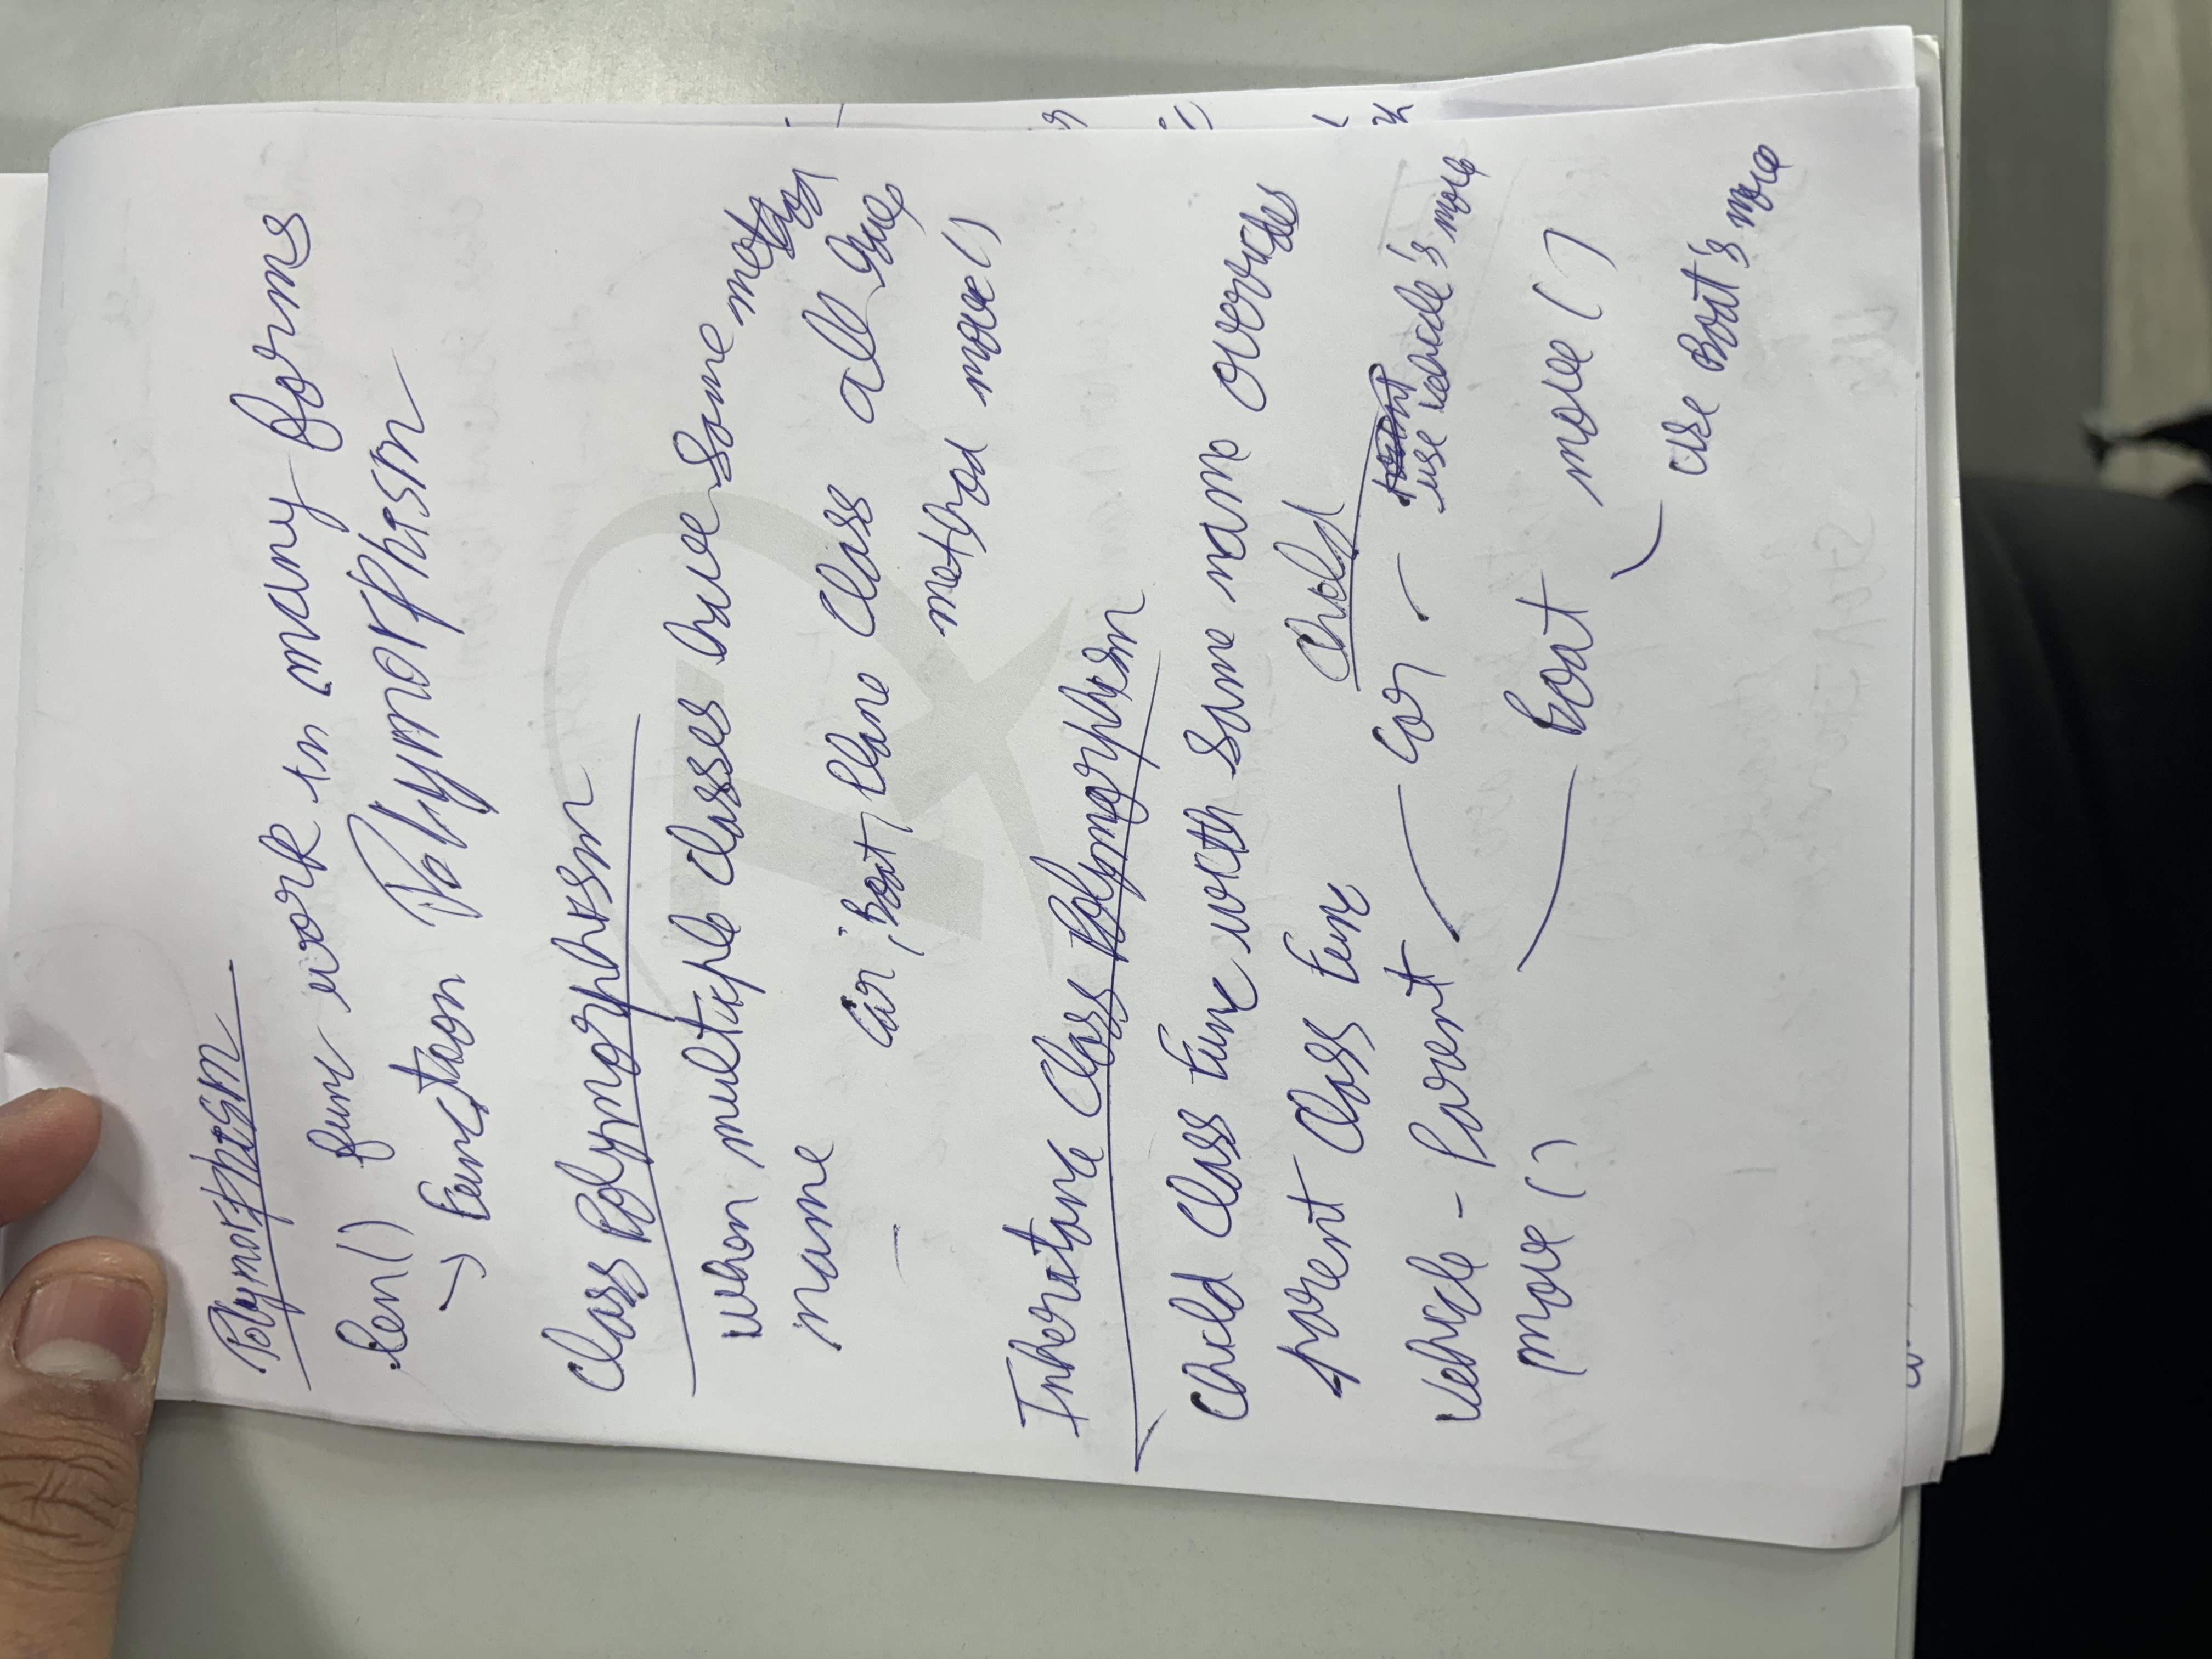 Polymorphism
len() func work in many forms
→ Function Polymorphism
Class Polymorphism
when multiple classes have same method
name
– Car, Boat, Plane Class all have
method move()
Inheritance Class Polymorphism
Child Class Func with same name overrides
parent Class Func
Child
Vehicle - Parent — Car — use vehicle's move
move() — Boat move()
use Boat's move